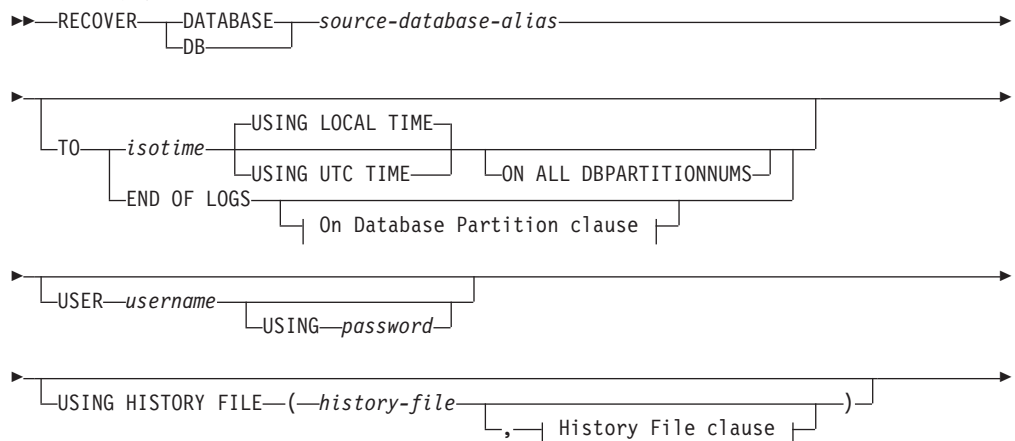 RECOVER DATABASE source-database-alias
DB
TO isotime USING LOCAL TIME
USING UTC TIME ON ALL DBPARTITIONNUMS
END OF LOGS
On Database Partition clause
USER username
USING password
USING HISTORY FILE ( history-file )
, History File clause